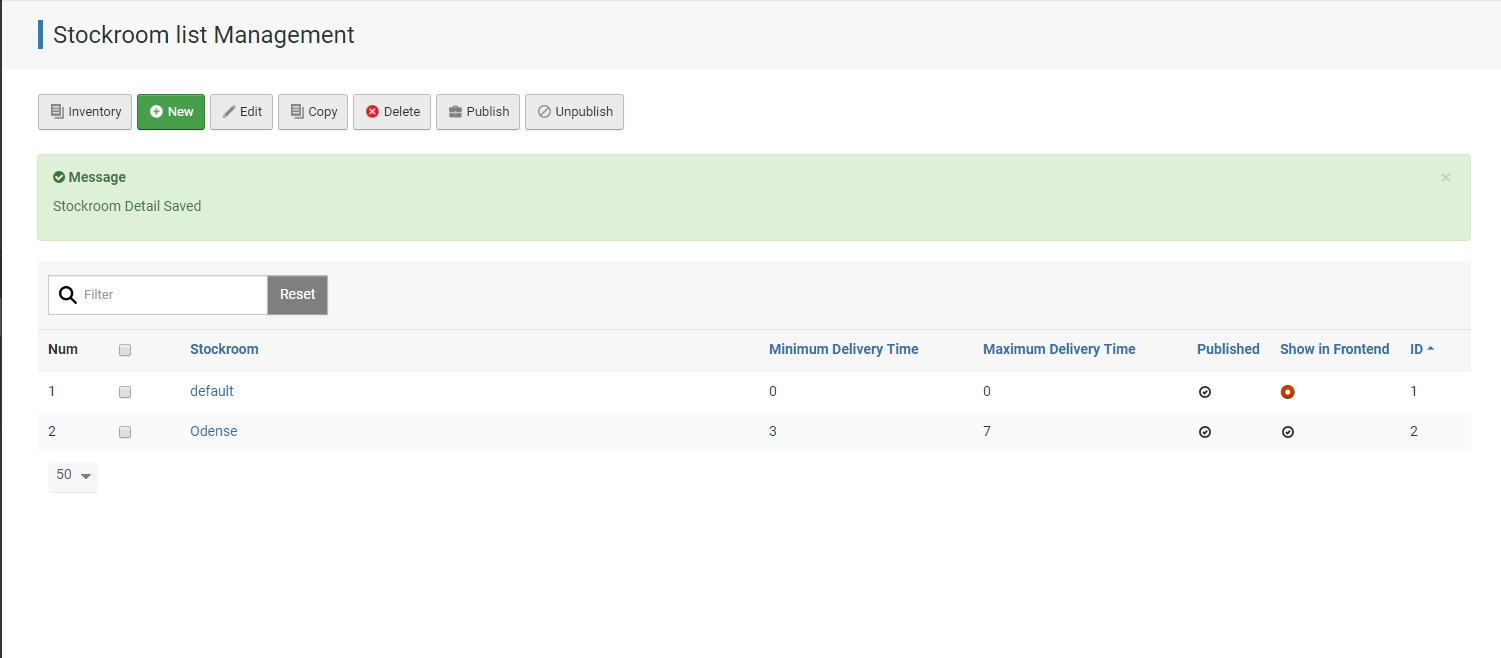 Stockroom list Management
Inventory New Edit Copy Delete Publish Unpublish
Message ×
Stockroom Detail Saved
Filter Reset
Num Stockroom Minimum Delivery Time Maximum Delivery Time Published Show in Frontend ID
1 default 0 0 1
2 Odense 3 7 2
50